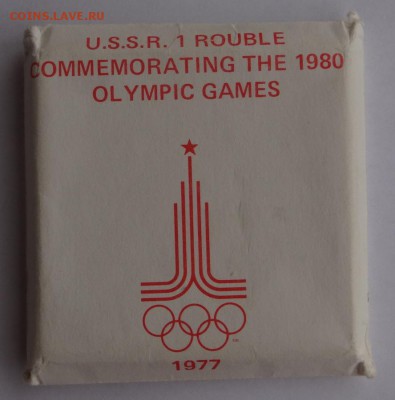 COINS.LAVE.RU
U.S.S.R. 1 ROUBLE
COMMEMORATING THE 1980
OLYMPIC GAMES
1977